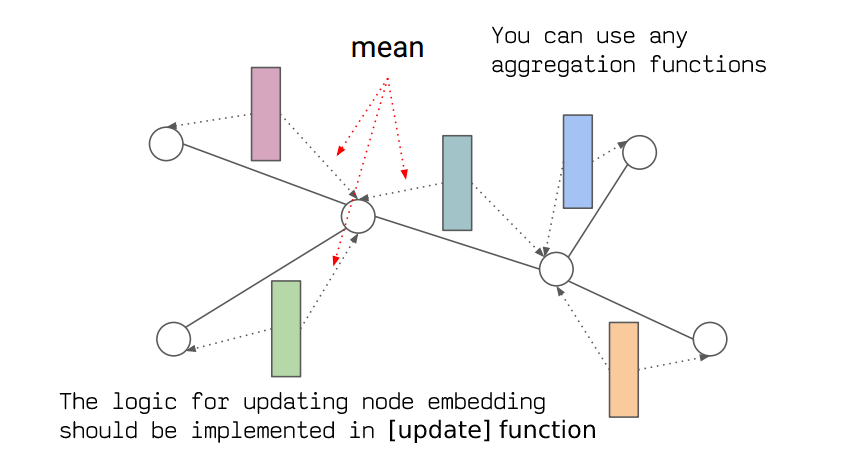 mean
You can use any
aggregation functions
The logic for updating node embedding
should be implemented in [update] function